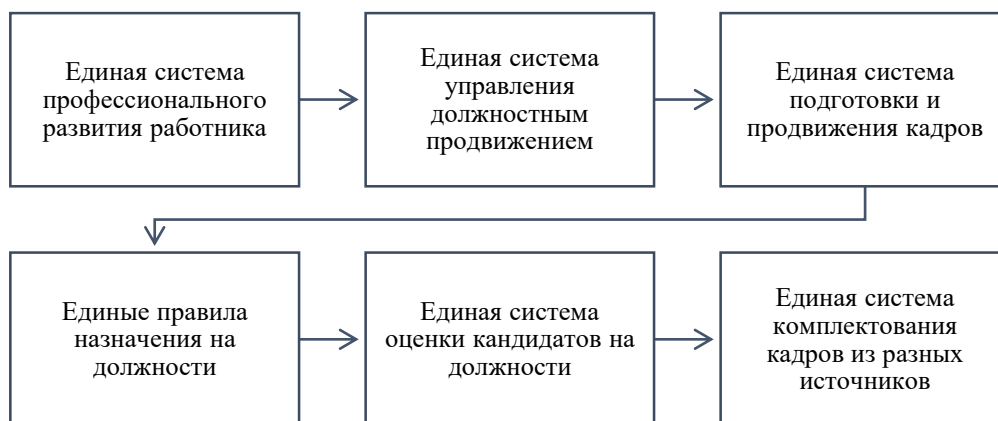 Единая система
профессионального
развития работника
Единая система
управления
должностным
продвижением
Единая система
подготовки и
продвижения кадров
Единые правила
назначения на
должности
Единая система
оценки кандидатов на
должности
Единая система
комплектования
кадров из разных
источников